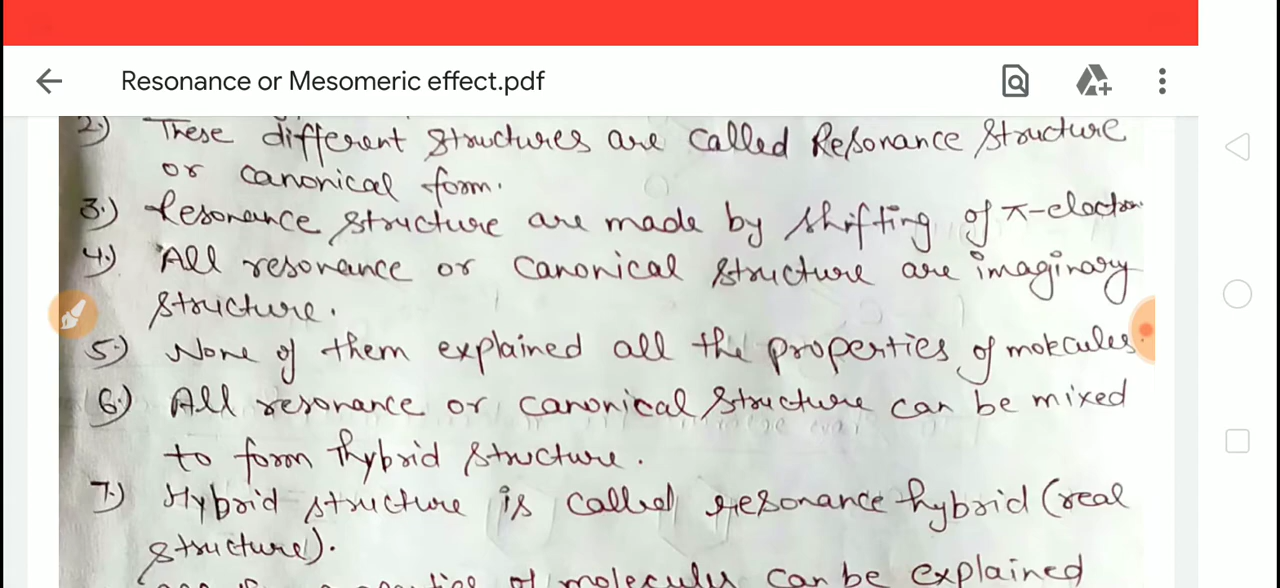 Resonance or Mesomeric effect.pdf
2.) These different structures are called Resonance structure
or canonical form.
3.) Resonance structure are made by shifting of π-electron
4.) All resonance or canonical structure are imaginary
structure.
5.) None of them explained all the properties of molecules.
6.) All resonance or canonical structure can be mixed
to form hybrid structure.
7.) Hybrid structure is called resonance hybrid (real
structure).
of molecules can be explained